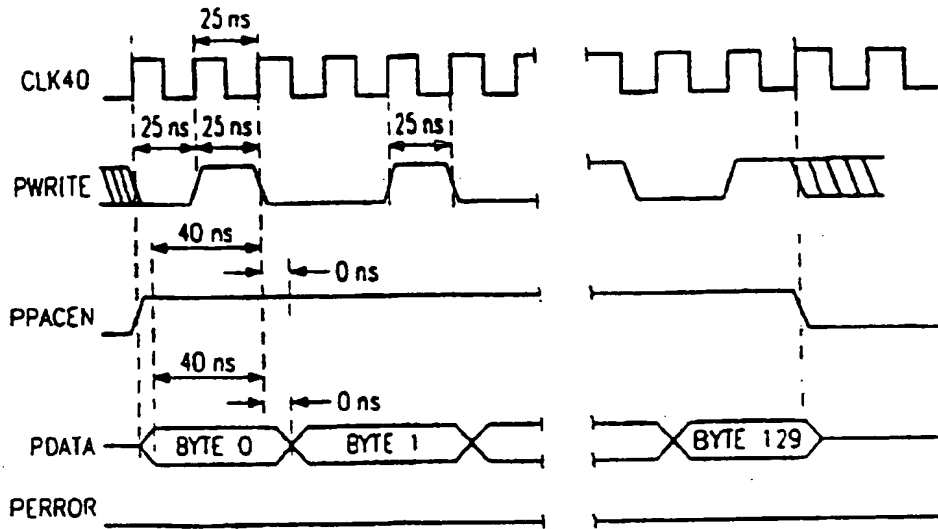 25 ns
CLK40
25 ns 25 ns 25 ns
PWRITE
40 ns
0 ns
PPACEN
40 ns
0 ns
PDATA BYTE 0 BYTE 1 BYTE 129
PERROR